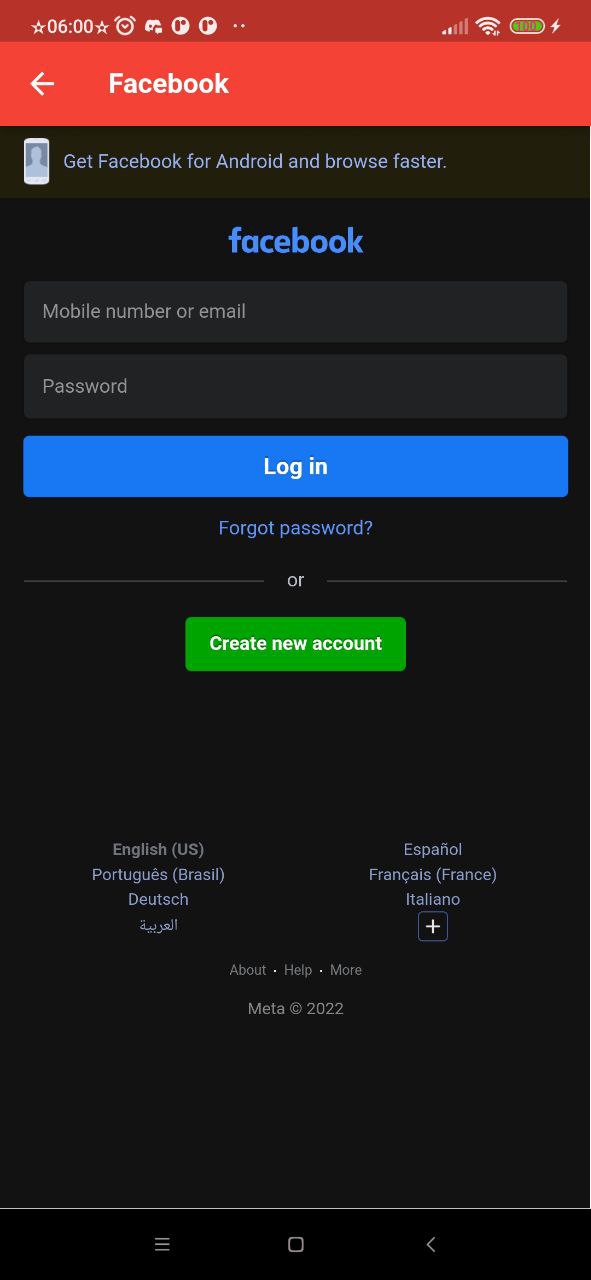 ☆06:00☆ 100
Facebook
Get Facebook for Android and browse faster.
facebook
Mobile number or email
Password
Log in
Forgot password?
or
Create new account
English (US) Español
Português (Brasil) Français (France)
Deutsch Italiano
العربية
About · Help · More
Meta © 2022